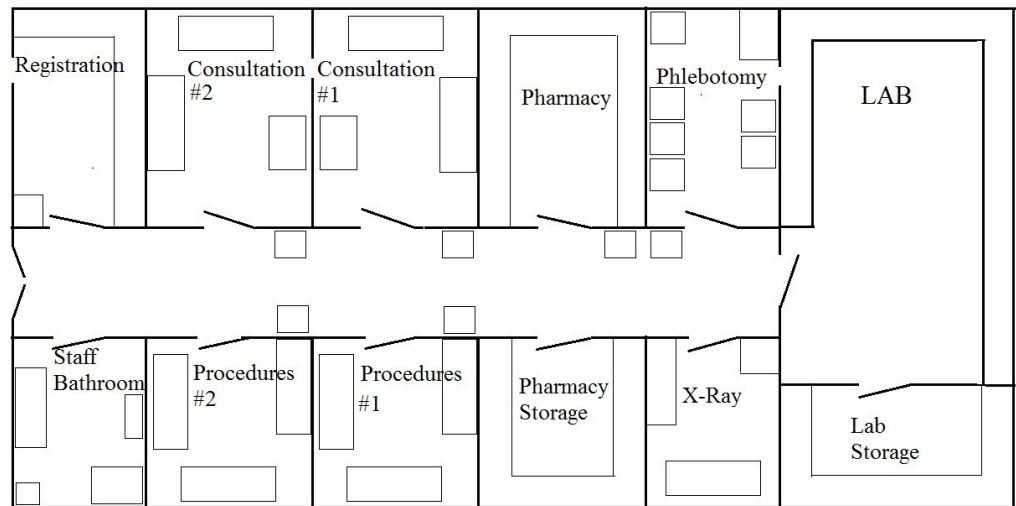 Registration
Consultation
#2
Consultation
#1
Pharmacy
Phlebotomy
LAB
Staff
Bathroom
Procedures
#2
Procedures
#1
Pharmacy
Storage
X-Ray
Lab
Storage